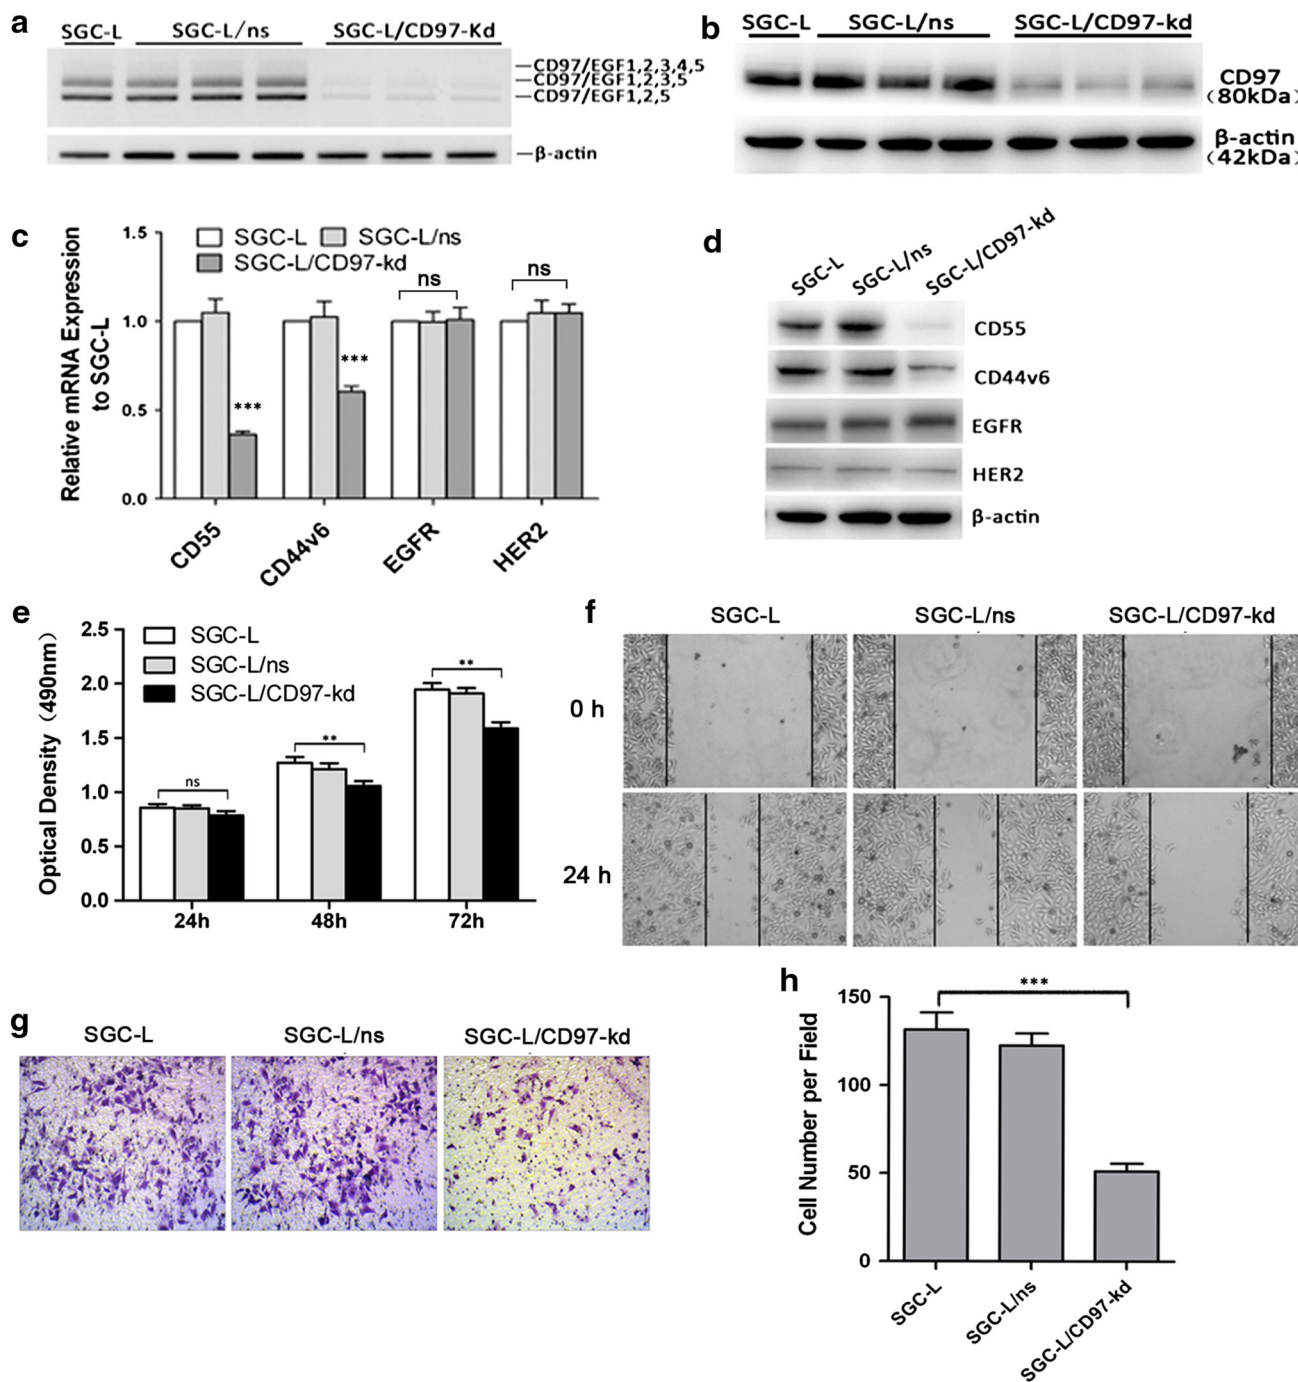 a
SGC-L SGC-L/ns SGC-L/CD97-Kd
CD97/EGF1,2,3,4,5
CD97/EGF1,2,3,5
CD97/EGF1,2,5
β-actin
b
SGC-L SGC-L/ns SGC-L/CD97-kd
CD97
(80kDa)
β-actin
(42kDa)
c
Relative mRNA Expression
to SGC-L
1.5
1.0
0.5
0.0
SGC-L SGC-L/ns
SGC-L/CD97-kd
*** *** ns ns
CD55 CD44v6 EGFR HER2
d
SGC-L SGC-L/ns SGC-L/CD97-kd
CD55
CD44v6
EGFR
HER2
β-actin
e
Optical Density (490nm)
2.5
2.0
1.5
1.0
0.5
0.0
SGC-L
SGC-L/ns
SGC-L/CD97-kd
ns ** **
24h 48h 72h
f
SGC-L SGC-L/ns SGC-L/CD97-kd
0 h
24 h
g
SGC-L SGC-L/ns SGC-L/CD97-kd
h
Cell Number per Field
150
100
50
0
***
SGC-L SGC-L/ns SGC-L/CD97-kd